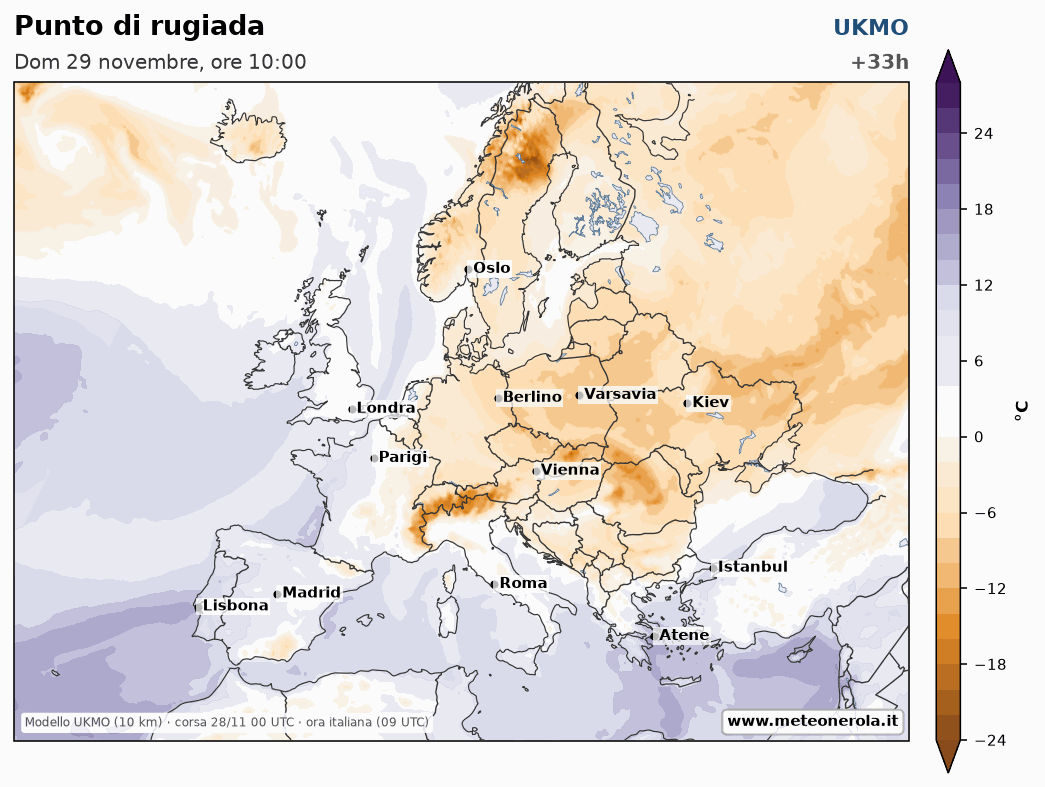 Punto di rugiada
UKMO
Dom 29 novembre, ore 10:00
+33h
Oslo
Berlino
Varsavia
Kiev
Londra
Parigi
Vienna
Istanbul
Roma
Madrid
Lisbona
Atene
24
18
12
6
0
−6
−12
−18
−24
°C
Modello UKMO (10 km) · corsa 28/11 00 UTC · ora italiana (09 UTC)
www.meteonerola.it